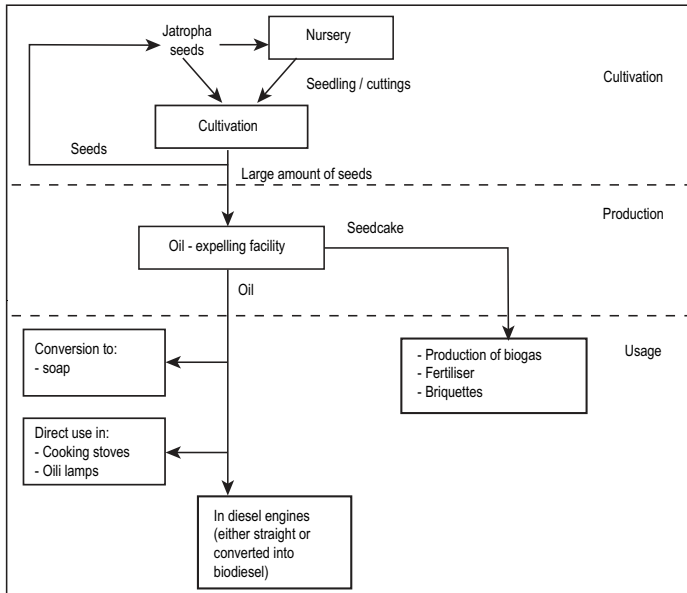 Jatropha
seeds
Nursery
Seedling / cuttings
Cultivation
Cultivation
Seeds
Large amount of seeds
Production
Seedcake
Oil - expelling facility
Oil
Usage
Conversion to:
- soap
- Production of biogas
- Fertiliser
- Briquettes
Direct use in:
- Cooking stoves
- Oili lamps
In diesel engines
(either straight or
converted into
biodiesel)